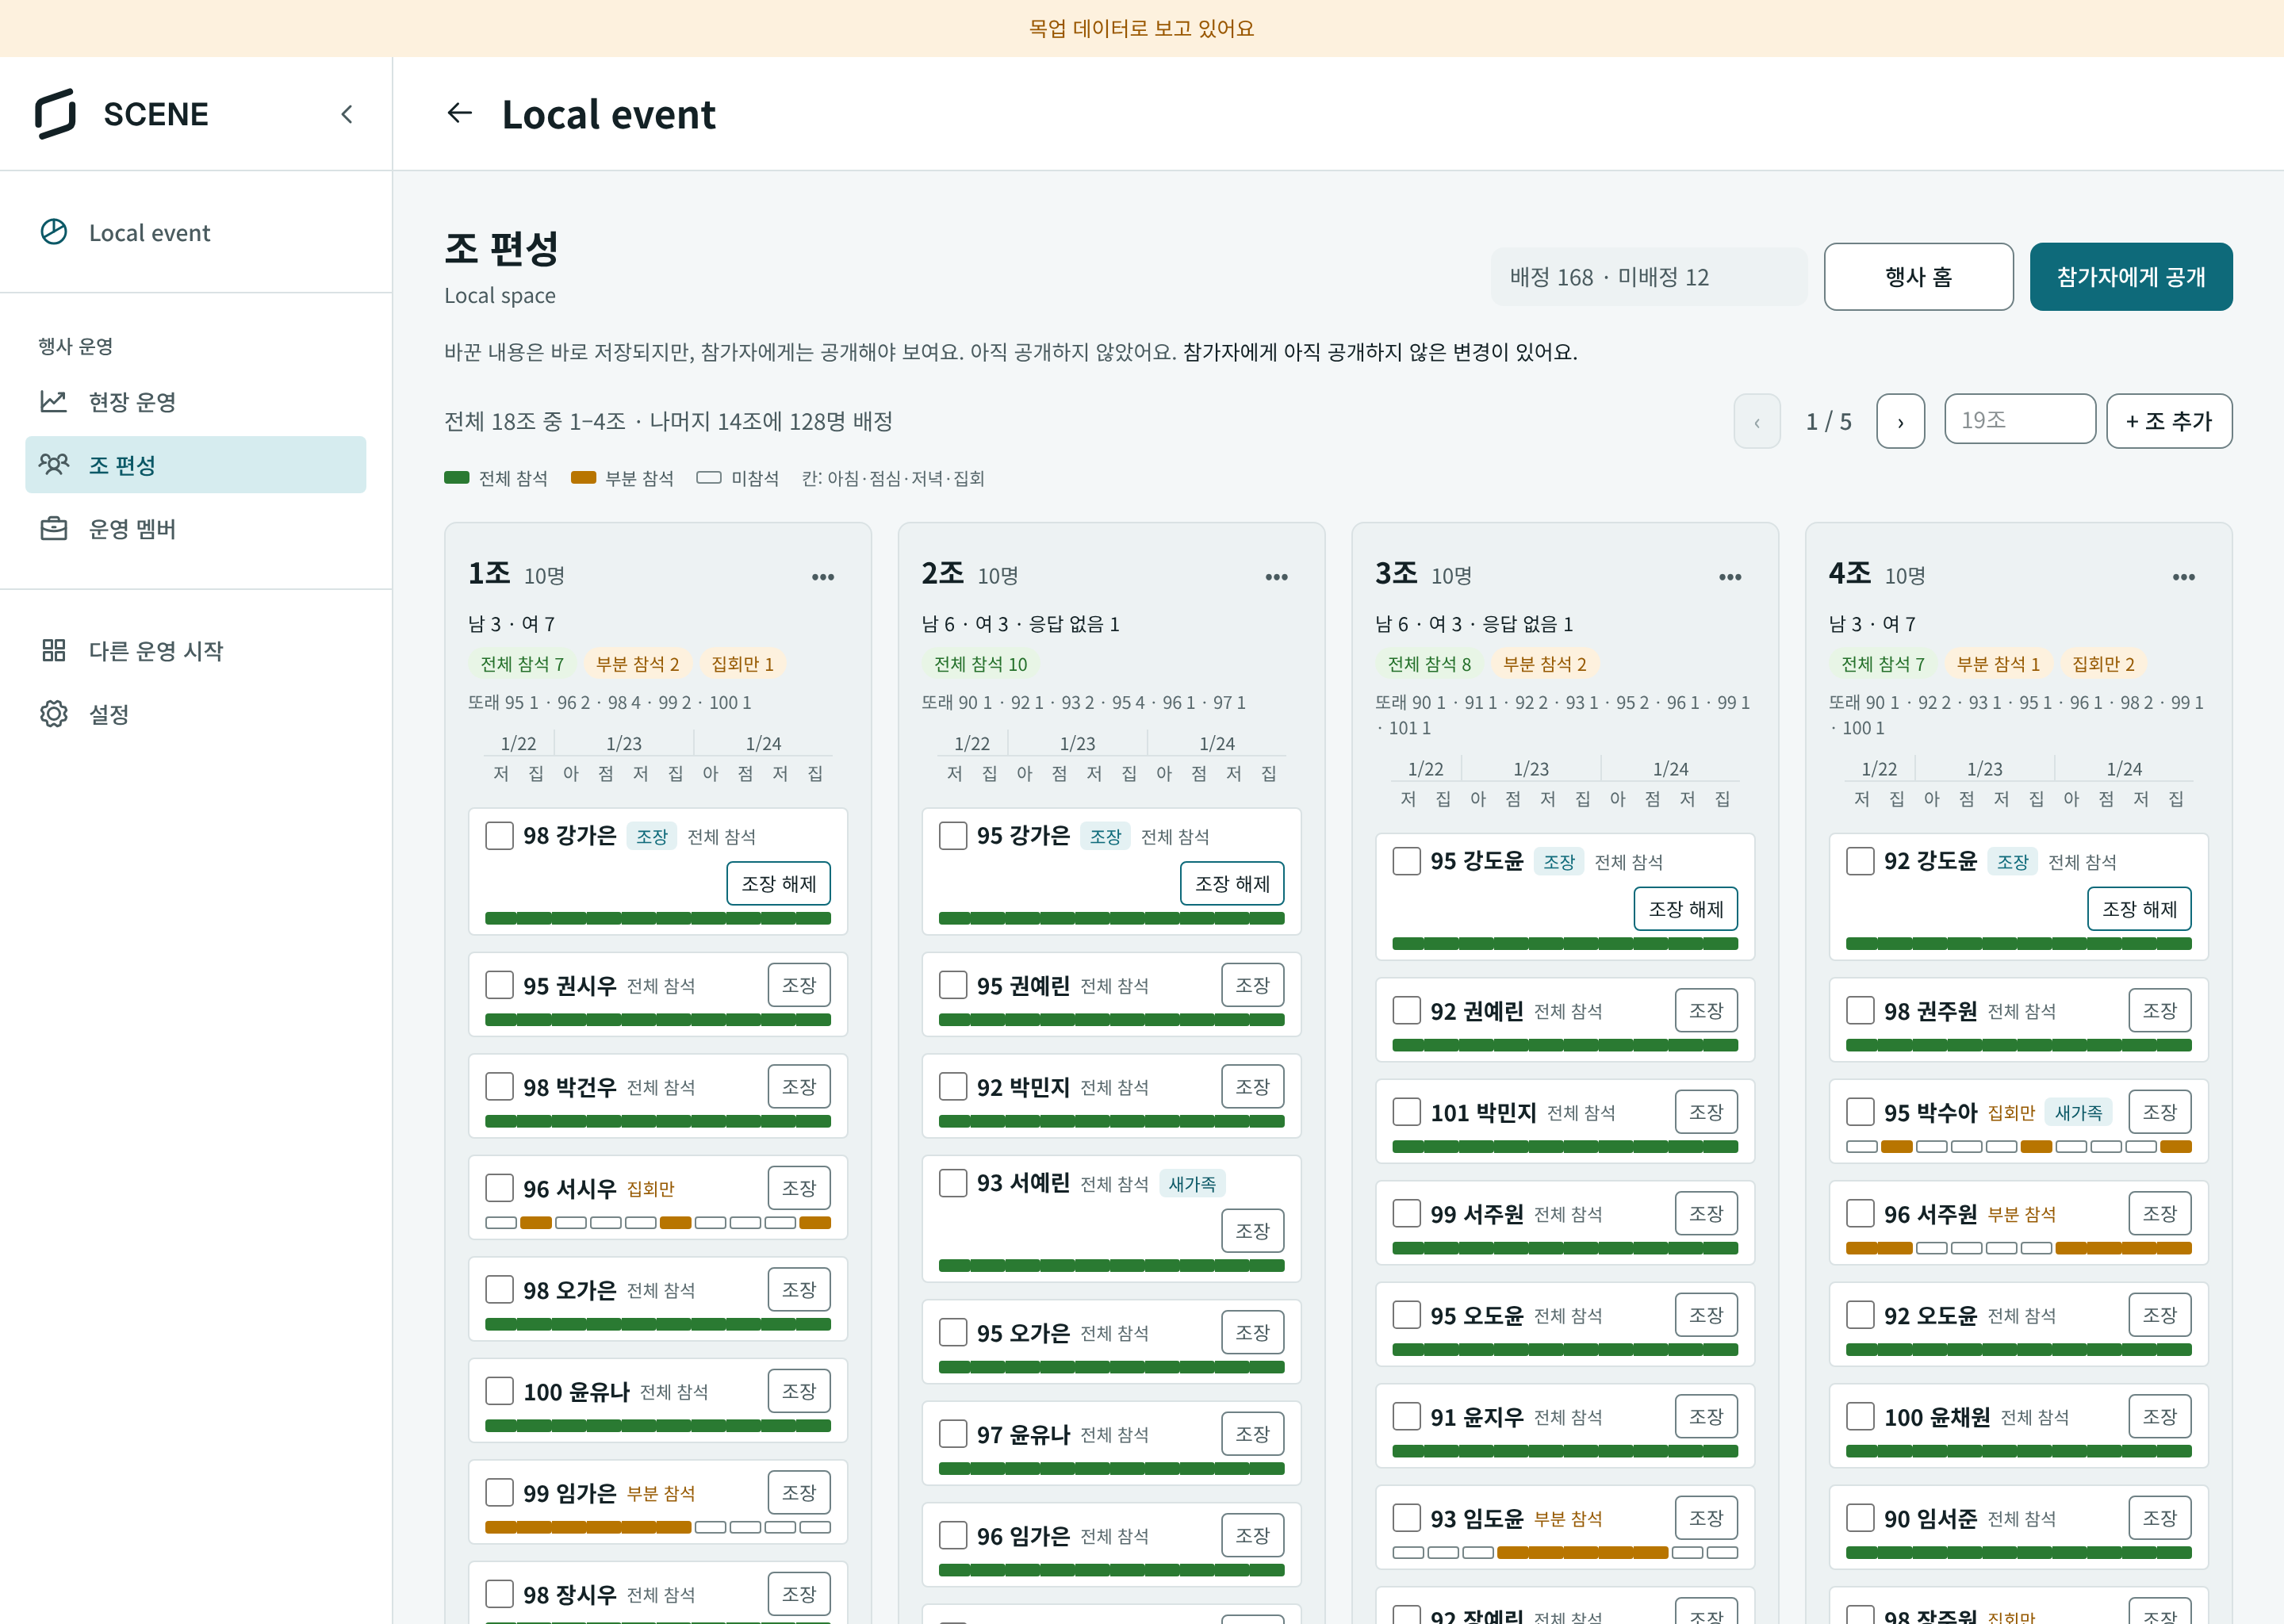 목업 데이터로 보고 있어요
SCENE
Local event
Local event
행사 운영
현장 운영
조 편성
운영 멤버
다른 운영 시작
설정
조 편성
Local space
배정 168 · 미배정 12
행사 홈
참가자에게 공개
바꾼 내용은 바로 저장되지만, 참가자에게는 공개해야 보여요. 아직 공개하지 않았어요. 참가자에게 아직 공개하지 않은 변경이 있어요.
전체 18조 중 1–4조 · 나머지 14조에 128명 배정
‹ 1 / 5 ›
19조
+ 조 추가
전체 참석 부분 참석 미참석 칸: 아침·점심·저녁·집회
1조 10명 •••
남 3 · 여 7
전체 참석 7 부분 참석 2 집회만 1
또래 95 1 · 96 2 · 98 4 · 99 2 · 100 1
1/22 1/23 1/24
저 집 아 점 저 집 아 점 저 집
98 강가은 조장 전체 참석
조장 해제
95 권시우 전체 참석 조장
98 박건우 전체 참석 조장
96 서시우 집회만 조장
98 오가은 전체 참석 조장
100 윤유나 전체 참석 조장
99 임가은 부분 참석 조장
98 장시우 전체 참석 조장
2조 10명 •••
남 6 · 여 3 · 응답 없음 1
전체 참석 10
또래 90 1 · 92 1 · 93 2 · 95 4 · 96 1 · 97 1
1/22 1/23 1/24
저 집 아 점 저 집 아 점 저 집
95 강가은 조장 전체 참석
조장 해제
95 권예린 전체 참석 조장
92 박민지 전체 참석 조장
93 서예린 전체 참석 새가족
조장
95 오가은 전체 참석 조장
97 윤유나 전체 참석 조장
96 임가은 전체 참석 조장
3조 10명 •••
남 6 · 여 3 · 응답 없음 1
전체 참석 8 부분 참석 2
또래 90 1 · 91 1 · 92 2 · 93 1 · 95 2 · 96 1 · 99 1
· 101 1
1/22 1/23 1/24
저 집 아 점 저 집 아 점 저 집
95 강도윤 조장 전체 참석
조장 해제
92 권예린 전체 참석 조장
101 박민지 전체 참석 조장
99 서주원 전체 참석 조장
95 오도윤 전체 참석 조장
91 윤지우 전체 참석 조장
93 임도윤 부분 참석 조장
92 장예린 전체 참석 조장
4조 10명 •••
남 3 · 여 7
전체 참석 7 부분 참석 1 집회만 2
또래 90 1 · 92 2 · 93 1 · 95 1 · 96 1 · 98 2 · 99 1
· 100 1
1/22 1/23 1/24
저 집 아 점 저 집 아 점 저 집
92 강도윤 조장 전체 참석
조장 해제
98 권주원 전체 참석 조장
95 박수아 집회만 새가족 조장
96 서주원 부분 참석 조장
92 오도윤 전체 참석 조장
100 윤채원 전체 참석 조장
90 임서준 전체 참석 조장
98 장주원 집회만 조장